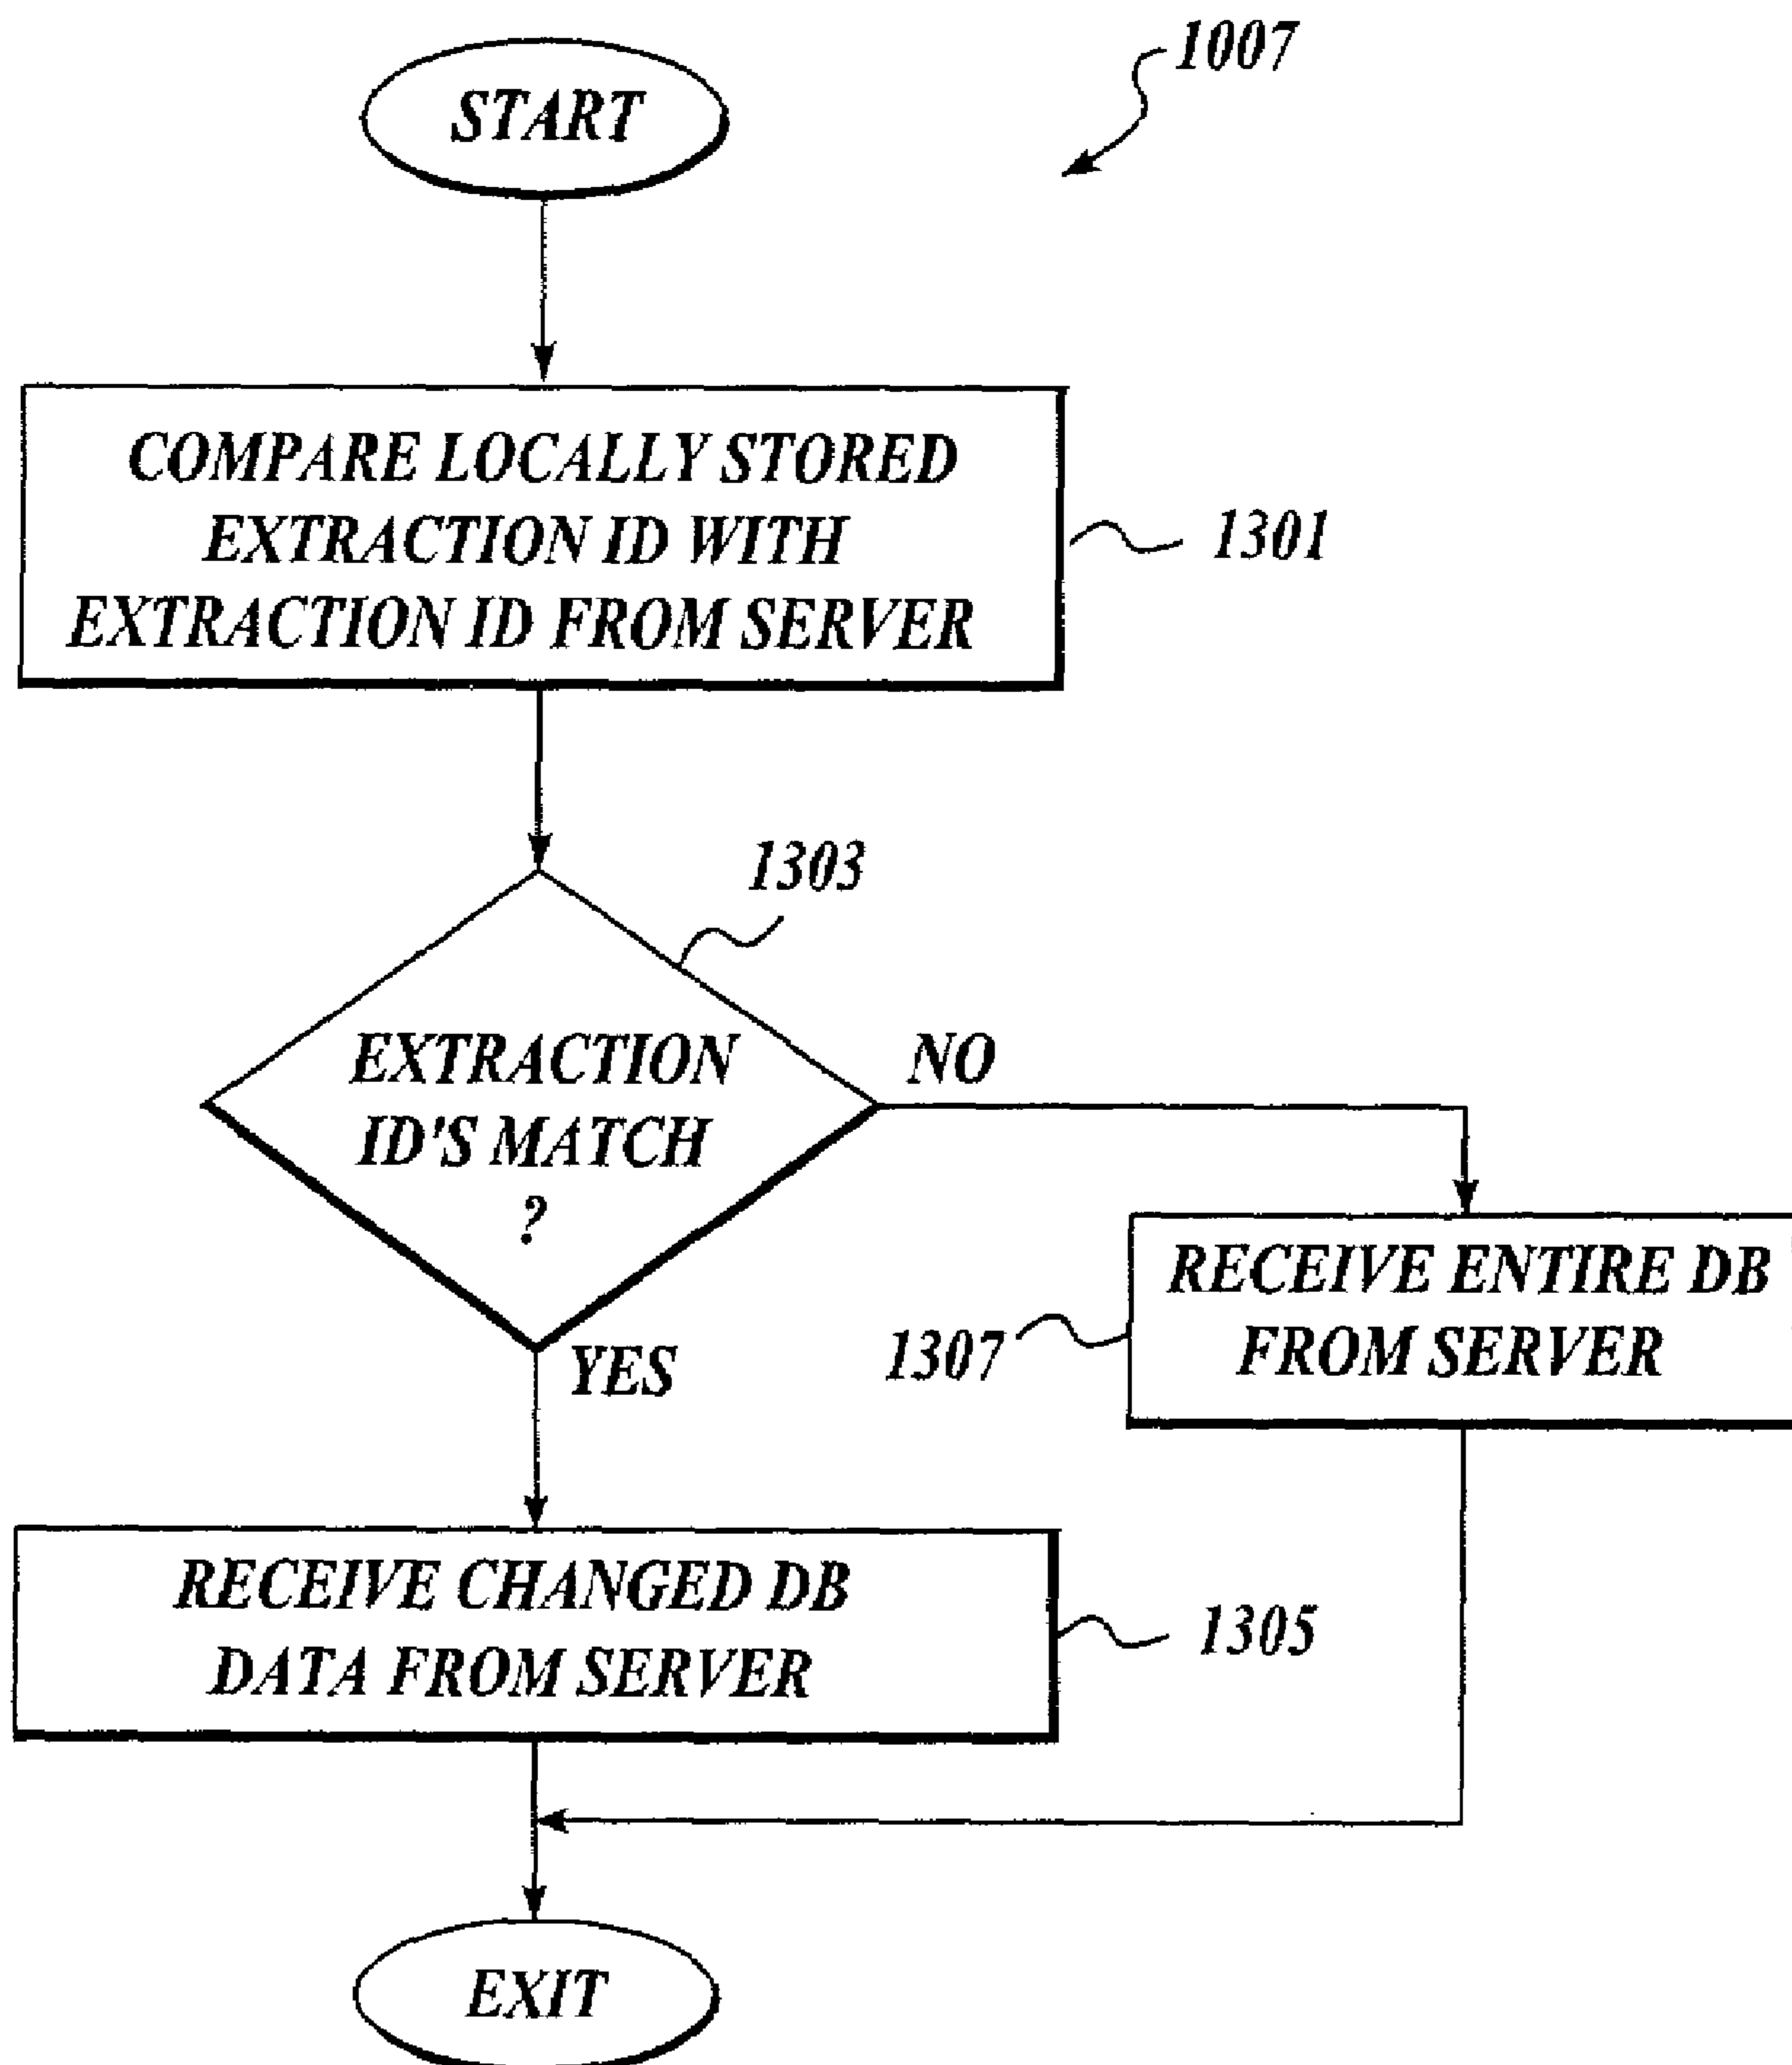 START
1007
COMPARE LOCALLY STORED
EXTRACTION ID WITH
EXTRACTION ID FROM SERVER
1301
1303
EXTRACTION
ID'S MATCH
?
NO
YES
RECEIVE ENTIRE DB
FROM SERVER
1307
RECEIVE CHANGED DB
DATA FROM SERVER
1305
EXIT